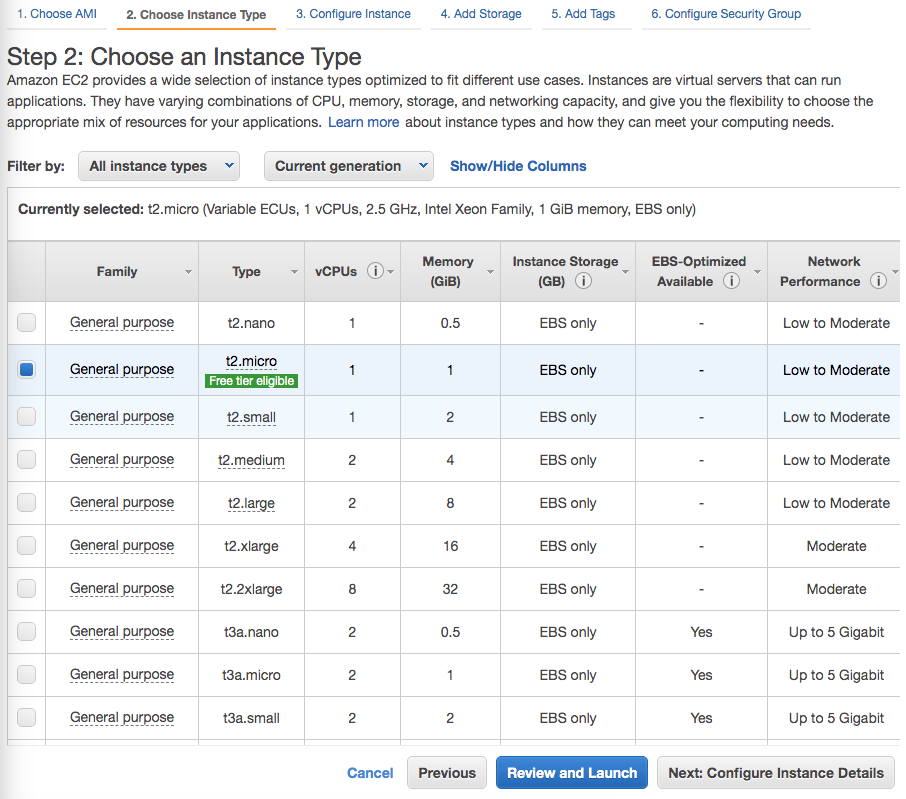 1. Choose AMI 2. Choose Instance Type 3. Configure Instance 4. Add Storage 5. Add Tags 6. Configure Security Group
Step 2: Choose an Instance Type
Amazon EC2 provides a wide selection of instance types optimized to fit different use cases. Instances are virtual servers that can run
applications. They have varying combinations of CPU, memory, storage, and networking capacity, and give you the flexibility to choose the
appropriate mix of resources for your applications. Learn more about instance types and how they can meet your computing needs.
Filter by: All instance types Current generation Show/Hide Columns
Currently selected: t2.micro (Variable ECUs, 1 vCPUs, 2.5 GHz, Intel Xeon Family, 1 GiB memory, EBS only)
Family Type vCPUs i Memory (GiB) Instance Storage (GB) i EBS-Optimized Available i Network Performance i
General purpose t2.nano 1 0.5 EBS only - Low to Moderate
General purpose t2.micro Free tier eligible 1 1 EBS only - Low to Moderate
General purpose t2.small 1 2 EBS only - Low to Moderate
General purpose t2.medium 2 4 EBS only - Low to Moderate
General purpose t2.large 2 8 EBS only - Low to Moderate
General purpose t2.xlarge 4 16 EBS only - Moderate
General purpose t2.2xlarge 8 32 EBS only - Moderate
General purpose t3a.nano 2 0.5 EBS only Yes Up to 5 Gigabit
General purpose t3a.micro 2 1 EBS only Yes Up to 5 Gigabit
General purpose t3a.small 2 2 EBS only Yes Up to 5 Gigabit
Cancel Previous Review and Launch Next: Configure Instance Details